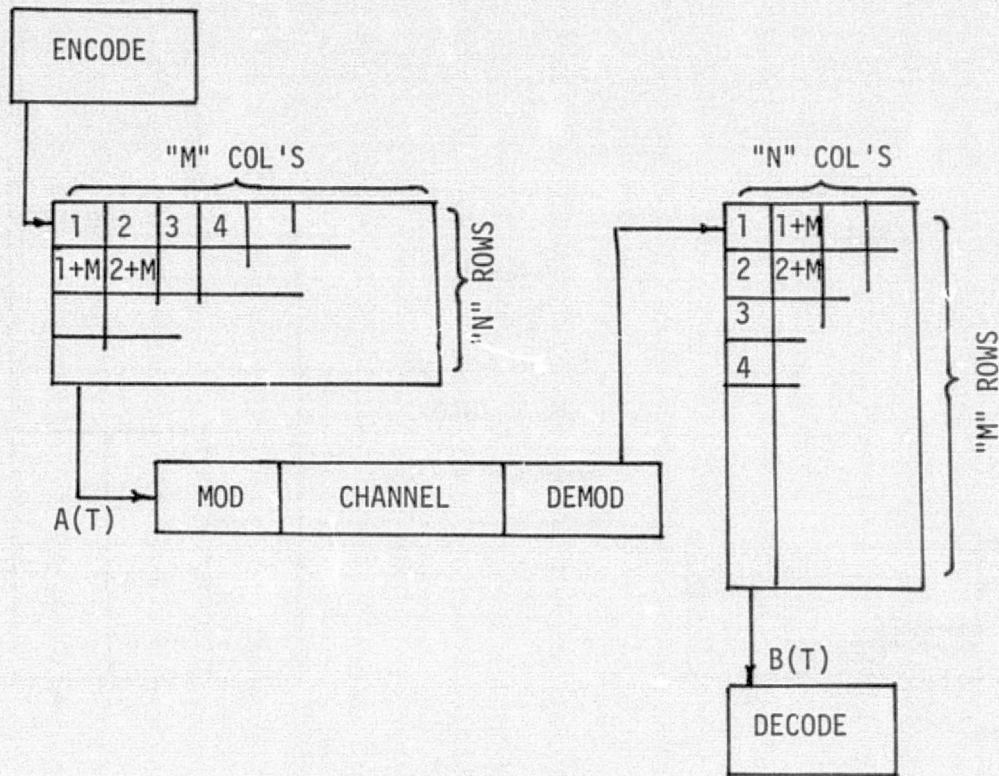 ENCODE
"M" COL'S
1 2 3 4
1+M 2+M
"N" ROWS
A(T)
MOD CHANNEL DEMOD
"N" COL'S
1 1+M
2 2+M
3
4
"M" ROWS
B(T)
DECODE